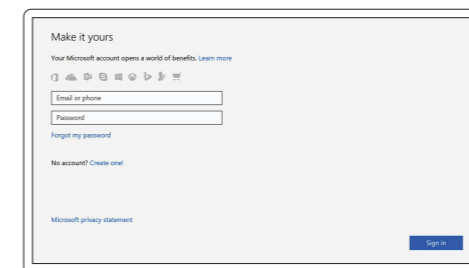 Make it yours
Your Microsoft account opens a world of benefits. Learn more
Email or phone
Password
Forgot my password
No account? Create one!
Microsoft privacy statement
Sign in